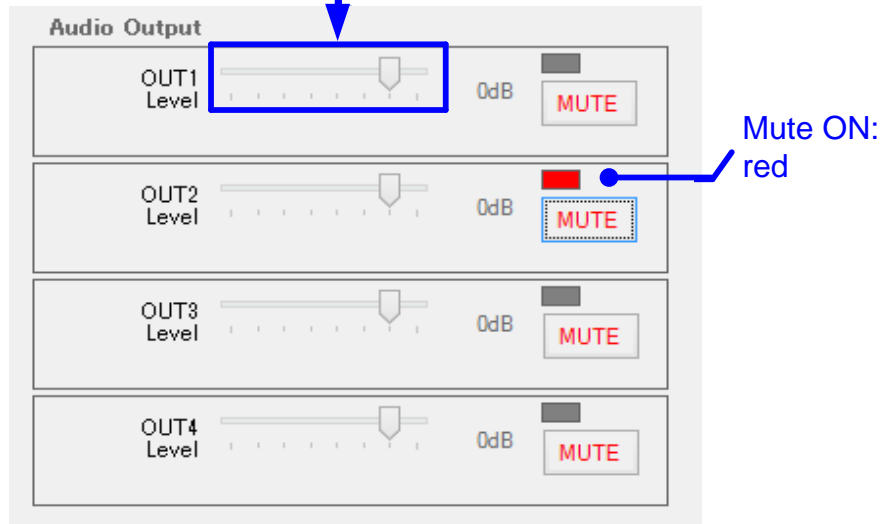 Audio Output
OUT1
Level
0dB
MUTE
Mute ON:
red
OUT2
Level
0dB
MUTE
OUT3
Level
0dB
MUTE
OUT4
Level
0dB
MUTE